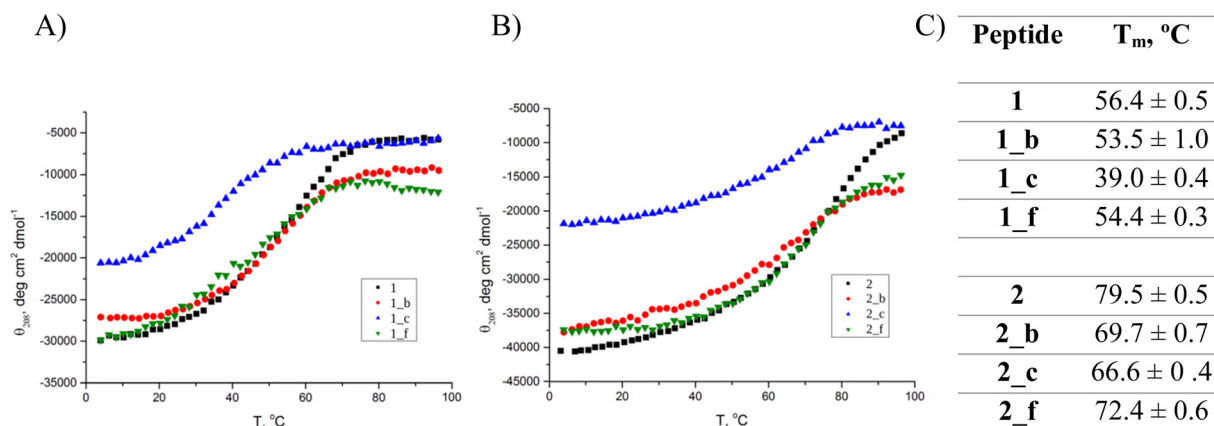 A)
-5000
-10000
-15000
-20000
-25000
-30000
-35000
θ₂₀₈, deg cm² dmol⁻¹
0
20
40
60
80
100
T, °C
1
1_b
1_c
1_f
B)
-5000
-10000
-15000
-20000
-25000
-30000
-35000
-40000
-45000
θ₂₀₈, deg cm² dmol⁻¹
0
20
40
60
80
100
T, °C
2
2_b
2_c
2_f
C)
Peptide Tₘ, ºC
1 56.4 ± 0.5
1_b 53.5 ± 1.0
1_c 39.0 ± 0.4
1_f 54.4 ± 0.3
2 79.5 ± 0.5
2_b 69.7 ± 0.7
2_c 66.6 ± 0 .4
2_f 72.4 ± 0.6